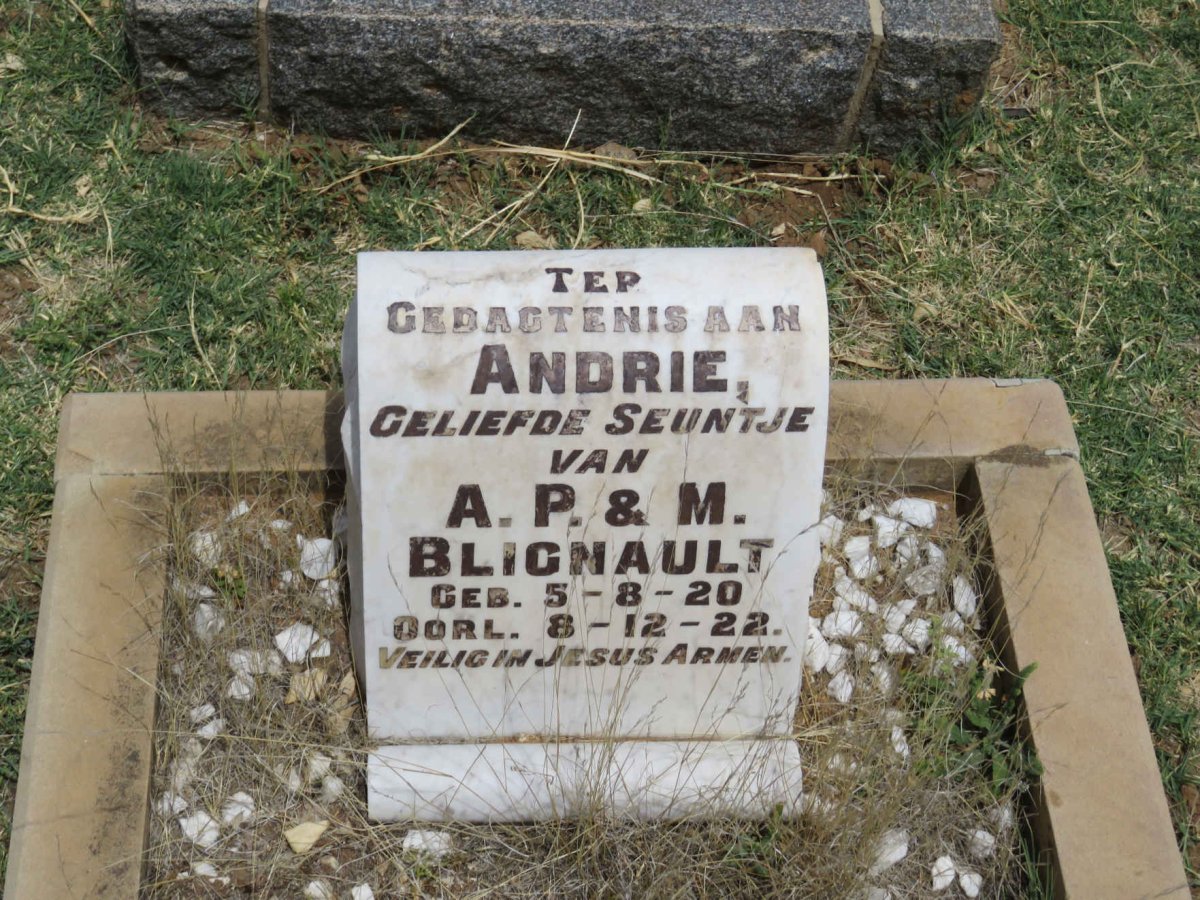 TER
GEDAGTENIS AAN
ANDRIE,
GELIEFDE SEUNTJE
VAN
A. P. & M.
BLIGNAULT
GEB. 5-8-20
OORL. 8-12-22.
VEILIG IN JESUS ARMEN.